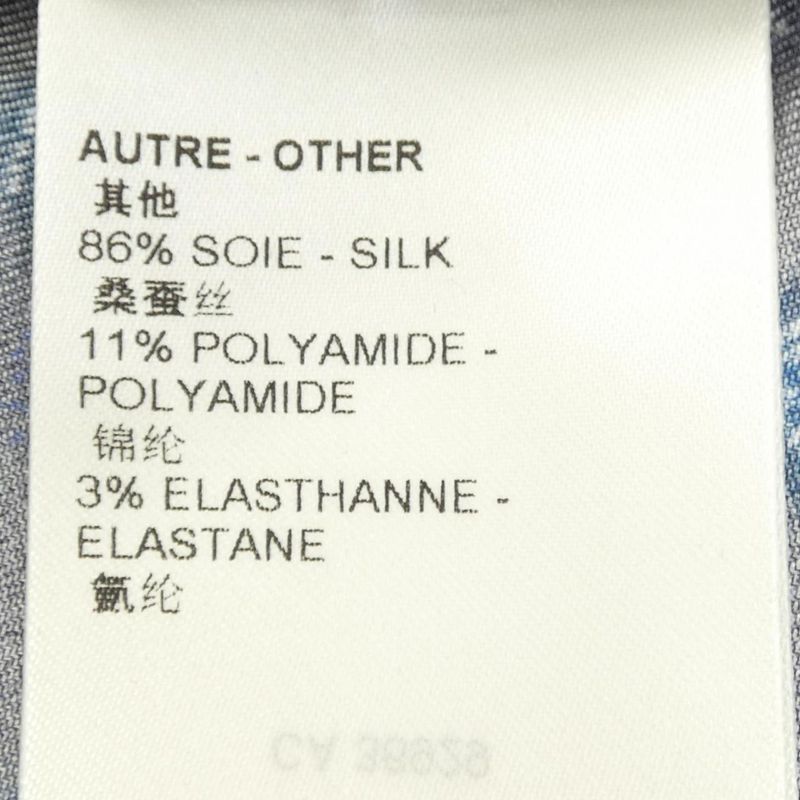 AUTRE - OTHER
其他
86% SOIE - SILK
桑蚕丝
11% POLYAMIDE -
POLYAMIDE
锦纶
3% ELASTHANNE -
ELASTANE
氨纶